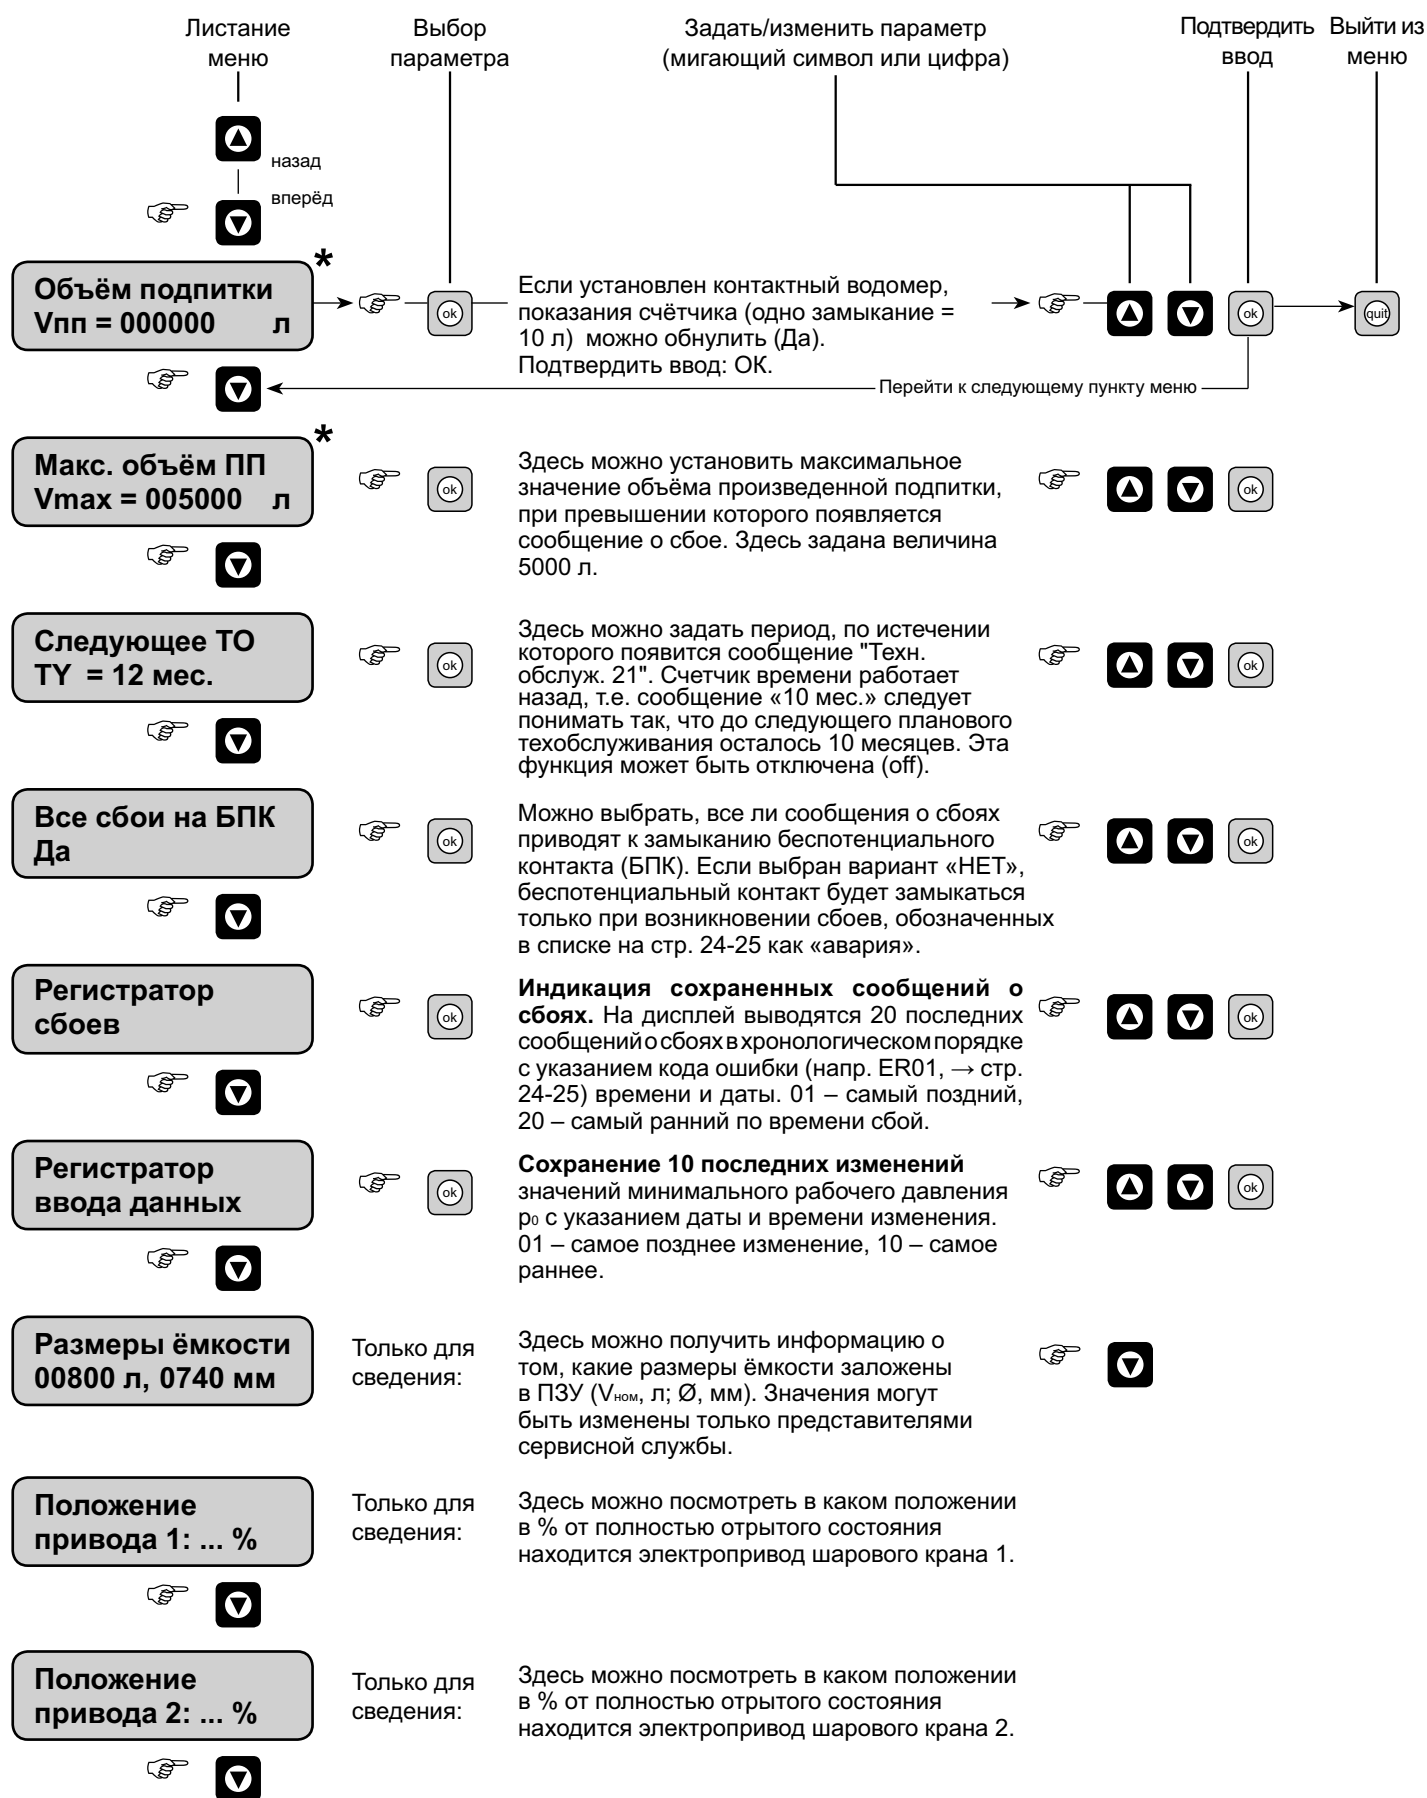 Листание
меню
Выбор
параметра
Задать/изменить параметр
(мигающий символ или цифра)
Подтвердить
ввод
Выйти из
меню
назад
вперёд
Объём подпитки *
Vпп = 000000 л
ok
Если установлен контактный водомер,
показания счётчика (одно замыкание =
10 л) можно обнулить (Да).
Подтвердить ввод: ОК.
ok
quit
Перейти к следующему пункту меню
Макс. объём ПП *
Vmax = 005000 л
ok
Здесь можно установить максимальное
значение объёма произведенной подпитки,
при превышении которого появляется
сообщение о сбое. Здесь задана величина
5000 л.
ok
Следующее ТО
TY = 12 мес.
ok
Здесь можно задать период, по истечении
которого появится сообщение "Техн.
обслуж. 21". Счетчик времени работает
назад, т.е. сообщение «10 мес.» следует
понимать так, что до следующего планового
техобслуживания осталось 10 месяцев. Эта
функция может быть отключена (off).
ok
Все сбои на БПК
Да
ok
Можно выбрать, все ли сообщения о сбоях
приводят к замыканию беспотенциального
контакта (БПК). Если выбран вариант «НЕТ»,
беспотенциальный контакт будет замыкаться
только при возникновении сбоев, обозначенных
в списке на стр. 24-25 как «авария».
ok
Регистратор
сбоев
ok
Индикация сохраненных сообщений о
сбоях. На дисплей выводятся 20 последних
сообщений о сбоях в хронологическом порядке
с указанием кода ошибки (напр. ER01, → стр.
24-25) времени и даты. 01 – самый поздний,
20 – самый ранний по времени сбой.
ok
Регистратор
ввода данных
ok
Сохранение 10 последних изменений
значений минимального рабочего давления
p₀ с указанием даты и времени изменения.
01 – самое позднее изменение, 10 – самое
раннее.
ok
Размеры ёмкости
00800 л, 0740 мм
Только для
сведения:
Здесь можно получить информацию о
том, какие размеры ёмкости заложены
в ПЗУ (Vном, л; Ø, мм). Значения могут
быть изменены только представителями
сервисной службы.
Положение
привода 1: ... %
Только для
сведения:
Здесь можно посмотреть в каком положении
в % от полностью отрытого состояния
находится электропривод шарового крана 1.
Положение
привода 2: ... %
Только для
сведения:
Здесь можно посмотреть в каком положении
в % от полностью отрытого состояния
находится электропривод шарового крана 2.